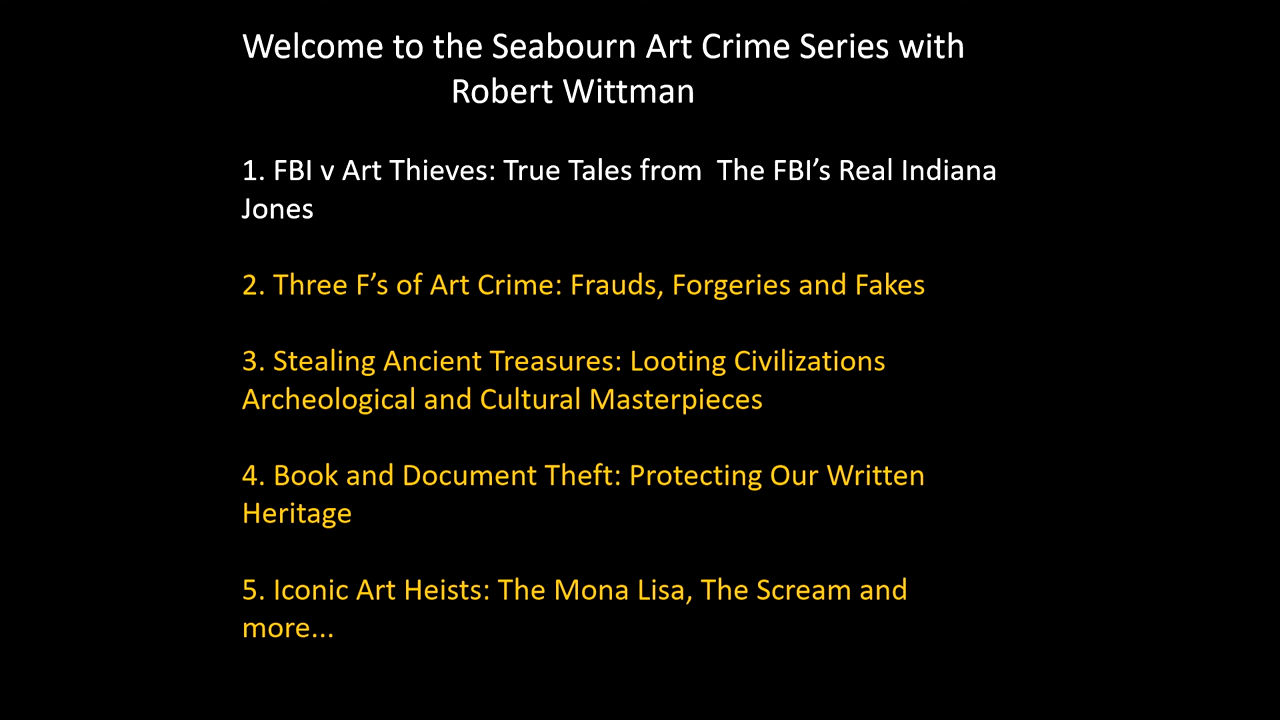 Welcome to the Seabourn Art Crime Series with
Robert Wittman
1. FBI v Art Thieves: True Tales from  The FBI’s Real Indiana
Jones
2. Three F’s of Art Crime: Frauds, Forgeries and Fakes
3. Stealing Ancient Treasures: Looting Civilizations
Archeological and Cultural Masterpieces
4. Book and Document Theft: Protecting Our Written
Heritage
5. Iconic Art Heists: The Mona Lisa, The Scream and
more...